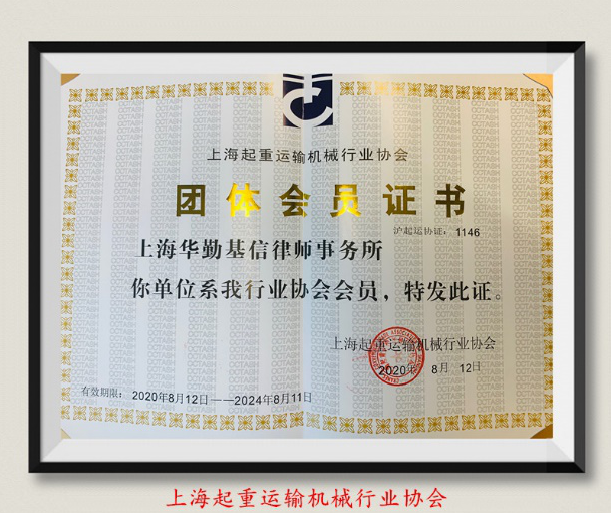 上海起重运输机械行业协会
团体会员证书
沪起运协证：1146
上海华勤基信律师事务所
你单位系我行业协会会员，特发此证。
上海起重运输机械行业协会
2020年 8月 12日
有效期限：2020年8月12日——2024年8月11日
上海起重运输机械行业协会